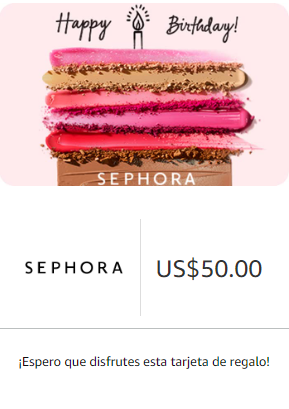 Happy Birthday!
SEPHORA
SEPHORA
US$50.00
¡Espero que disfrutes esta tarjeta de regalo!